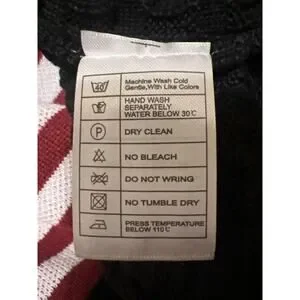 40
Machine Wash Cold
Gentle,With Like Colors
HAND WASH
SEPARATELY
WATER BELOW 30℃
P
DRY CLEAN
NO BLEACH
DO NOT WRING
NO TUMBLE DRY
PRESS TEMPERATURE
BELOW 110℃